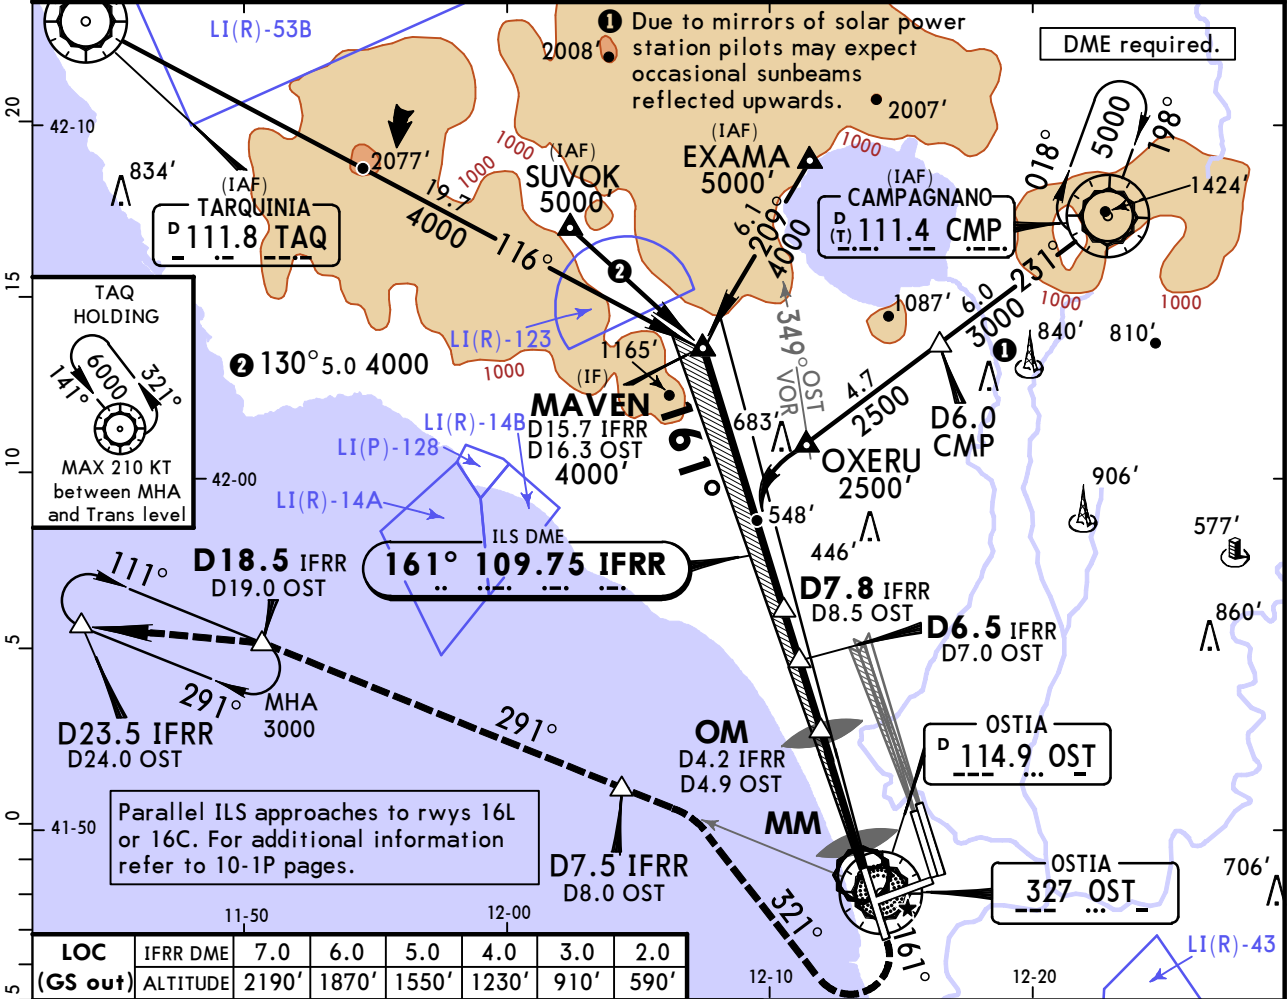 LI(R)-53B
❶ Due to mirrors of solar power
station pilots may expect
occasional sunbeams
reflected upwards.
DME required.
2008'
2007'
20
42-10
834'
2077'
1000
1000
1000
(IAF)
SUVOK
5000'
(IAF)
EXAMA
5000'
018°
5000
198°
1424'
(IAF)
TARQUINIA
D 111.8 TAQ
19.7
4000
116°
6.1
209°
4000
(IAF)
CAMPAGNANO
D
(T) 111.4 CMP
231°
6.0
3000
1000
1000
15
TAQ
HOLDING
6000
141°
321°
MAX 210 KT
between MHA
and Trans level
❷
LI(R)-123
❷ 130° 5.0 4000
1000
1165'
(IF)
MAVEN
D15.7 IFRR
D16.3 OST
4000'
161°
349° OST
VOR
683'
1087'
❶
840'
810'
4.7
2500
D6.0
CMP
OXERU
2500'
10
42-00
LI(R)-14B
LI(P)-128
LI(R)-14A
906'
577'
548'
446'
ILS DME
161° 109.75 IFRR
D18.5 IFRR
D19.0 OST
111°
291°
MHA
3000
D23.5 IFRR
D24.0 OST
5
D7.8 IFRR
D8.5 OST
D6.5 IFRR
D7.0 OST
860'
291°
OM
D4.2 IFRR
D4.9 OST
OSTIA
D 114.9 OST
Parallel ILS approaches to rwys 16L
or 16C. For additional information
refer to 10-1P pages.
0
41-50
MM
D7.5 IFRR
D8.0 OST
OSTIA
327 OST
706'
11-50
12-00
321°
161°
LI(R)-43
12-10
12-20
5
LOC IFRR DME 7.0 6.0 5.0 4.0 3.0 2.0
(GS out) ALTITUDE 2190' 1870' 1550' 1230' 910' 590'